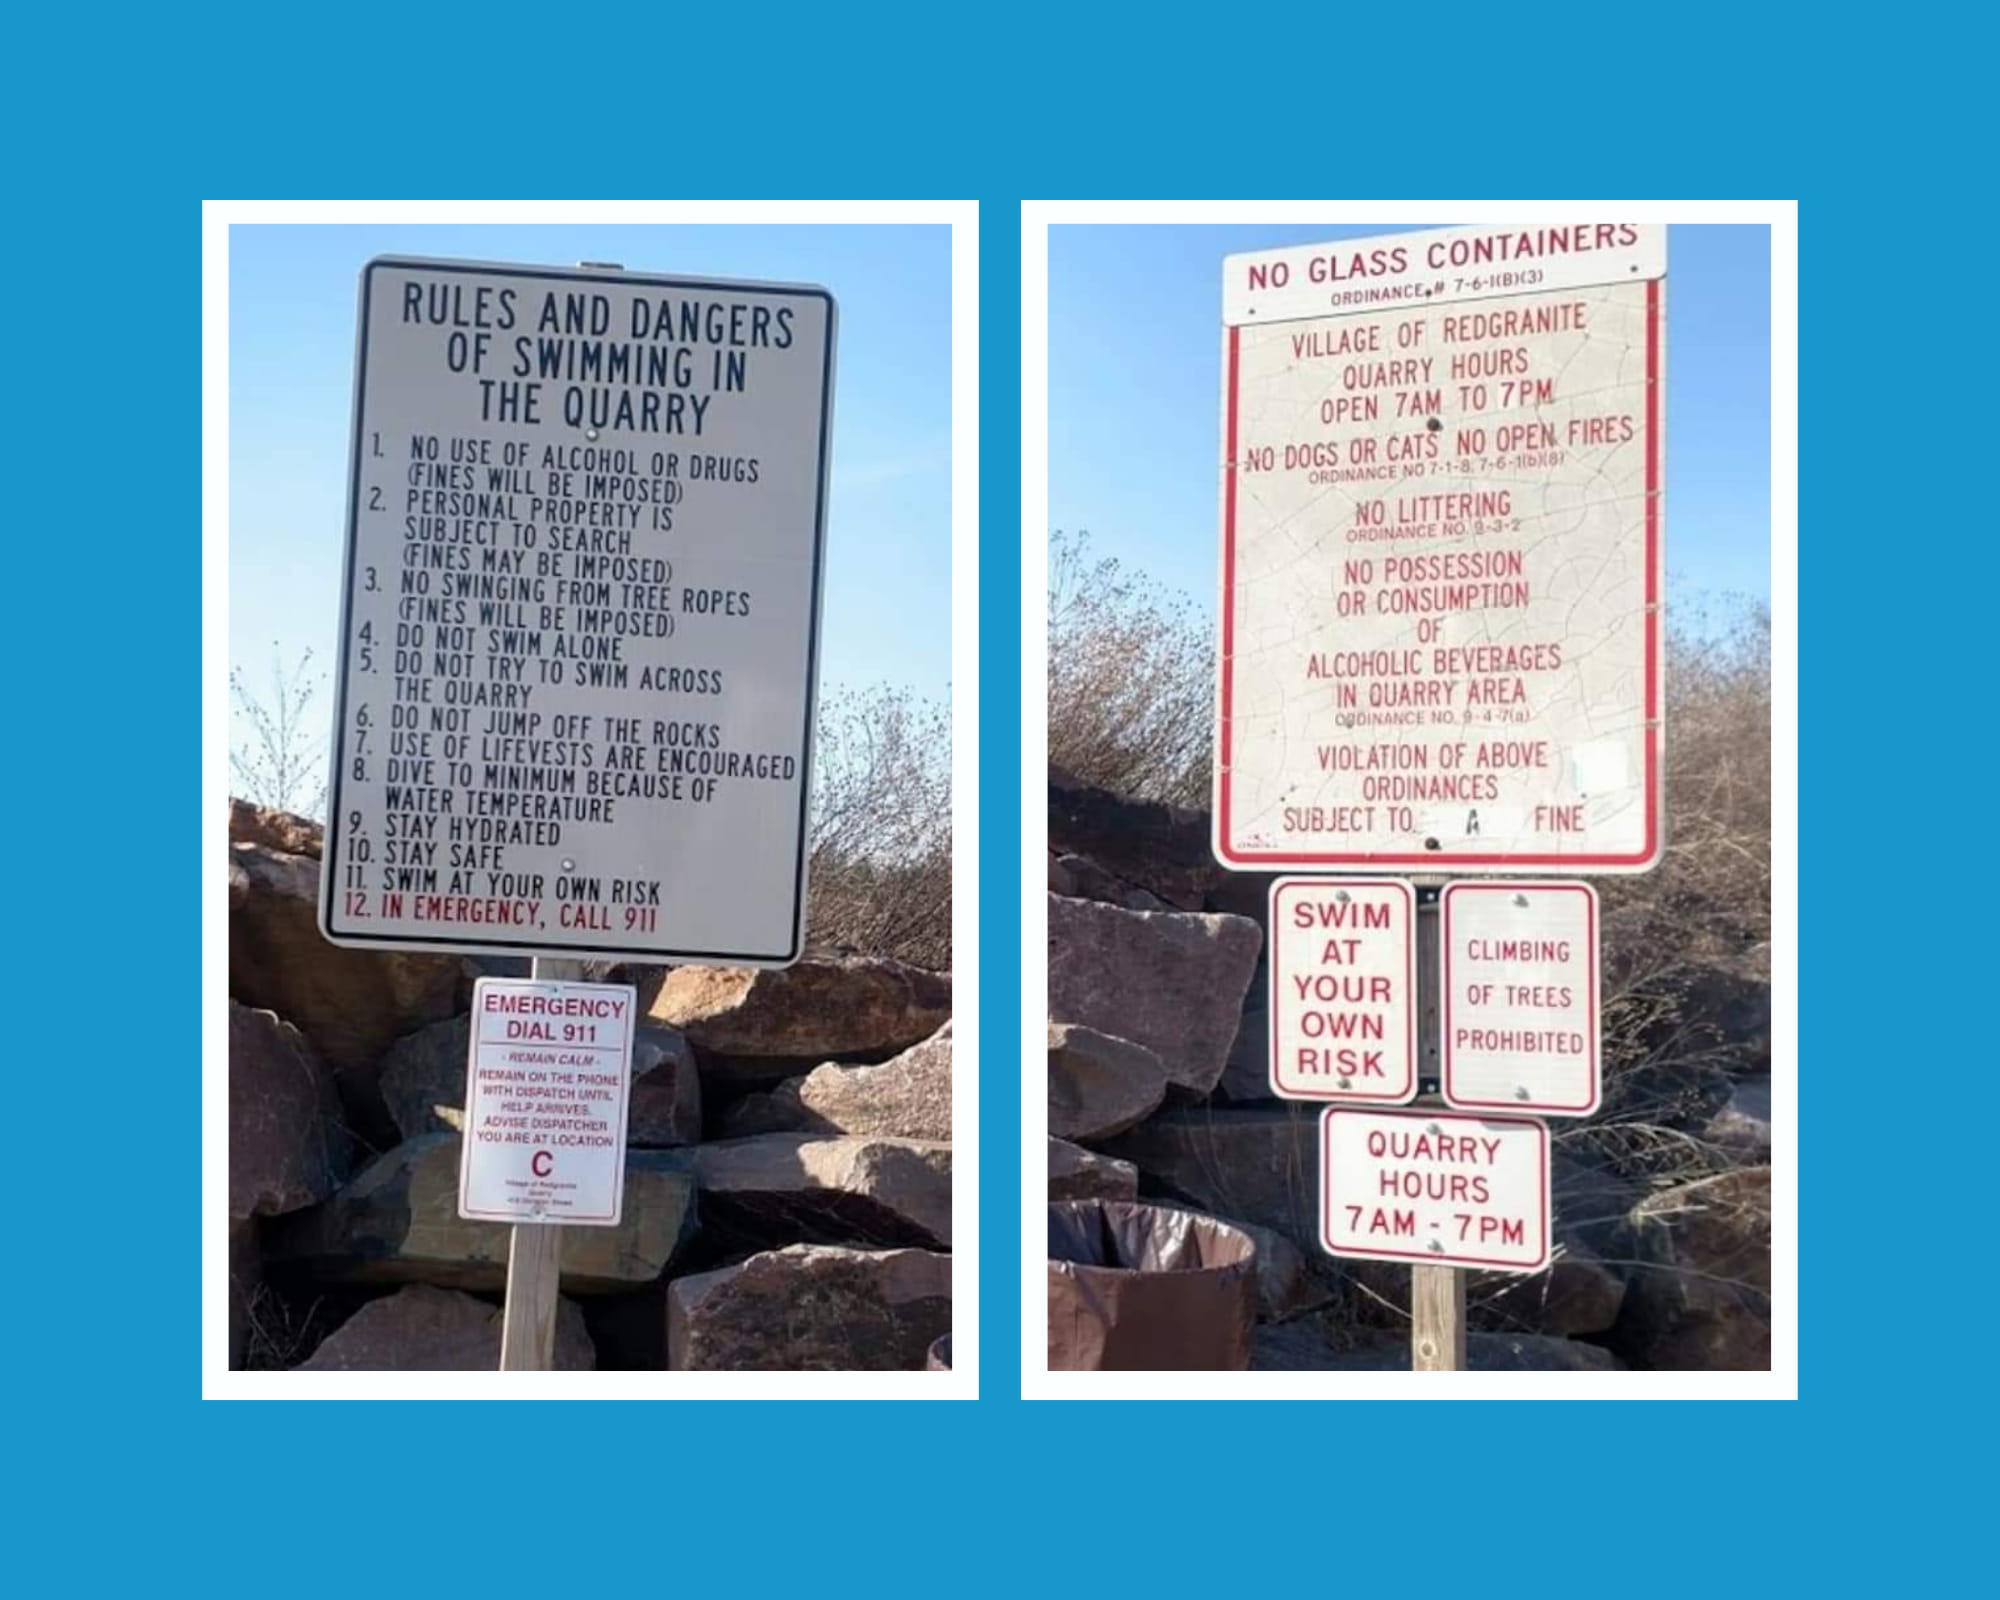 RULES AND DANGERS
OF SWIMMING IN
THE QUARRY
1. NO USE OF ALCOHOL OR DRUGS
(FINES WILL BE IMPOSED)
2. PERSONAL PROPERTY IS
SUBJECT TO SEARCH
(FINES MAY BE IMPOSED)
3. NO SWINGING FROM TREE ROPES
(FINES WILL BE IMPOSED)
4. DO NOT SWIM ALONE
5. DO NOT TRY TO SWIM ACROSS
THE QUARRY
6. DO NOT JUMP OFF THE ROCKS
7. USE OF LIFEVESTS ARE ENCOURAGED
8. DIVE TO MINIMUM BECAUSE OF
WATER TEMPERATURE
9. STAY HYDRATED
10. STAY SAFE
11. SWIM AT YOUR OWN RISK
12. IN EMERGENCY, CALL 911
EMERGENCY
DIAL 911
- REMAIN CALM -
REMAIN ON THE PHONE
WITH DISPATCH UNTIL
HELP ARRIVES.
ADVISE DISPATCHER
YOU ARE AT LOCATION
C
Village of Redgranite
Quarry
NO GLASS CONTAINERS
ORDINANCE # 7-6-1(B)(3)
VILLAGE OF REDGRANITE
QUARRY HOURS
OPEN 7AM TO 7PM
NO DOGS OR CATS NO OPEN FIRES
ORDINANCE NO 7-1-8, 7-6-1(b)(8)
NO LITTERING
ORDINANCE NO. 9-3-2
NO POSSESSION
OR CONSUMPTION
OF
ALCOHOLIC BEVERAGES
IN QUARRY AREA
ORDINANCE NO. 9-4-7(a)
VIOLATION OF ABOVE
ORDINANCES
SUBJECT TO A FINE
SWIM
AT
YOUR
OWN
RISK
CLIMBING
OF TREES
PROHIBITED
QUARRY
HOURS
7AM - 7PM